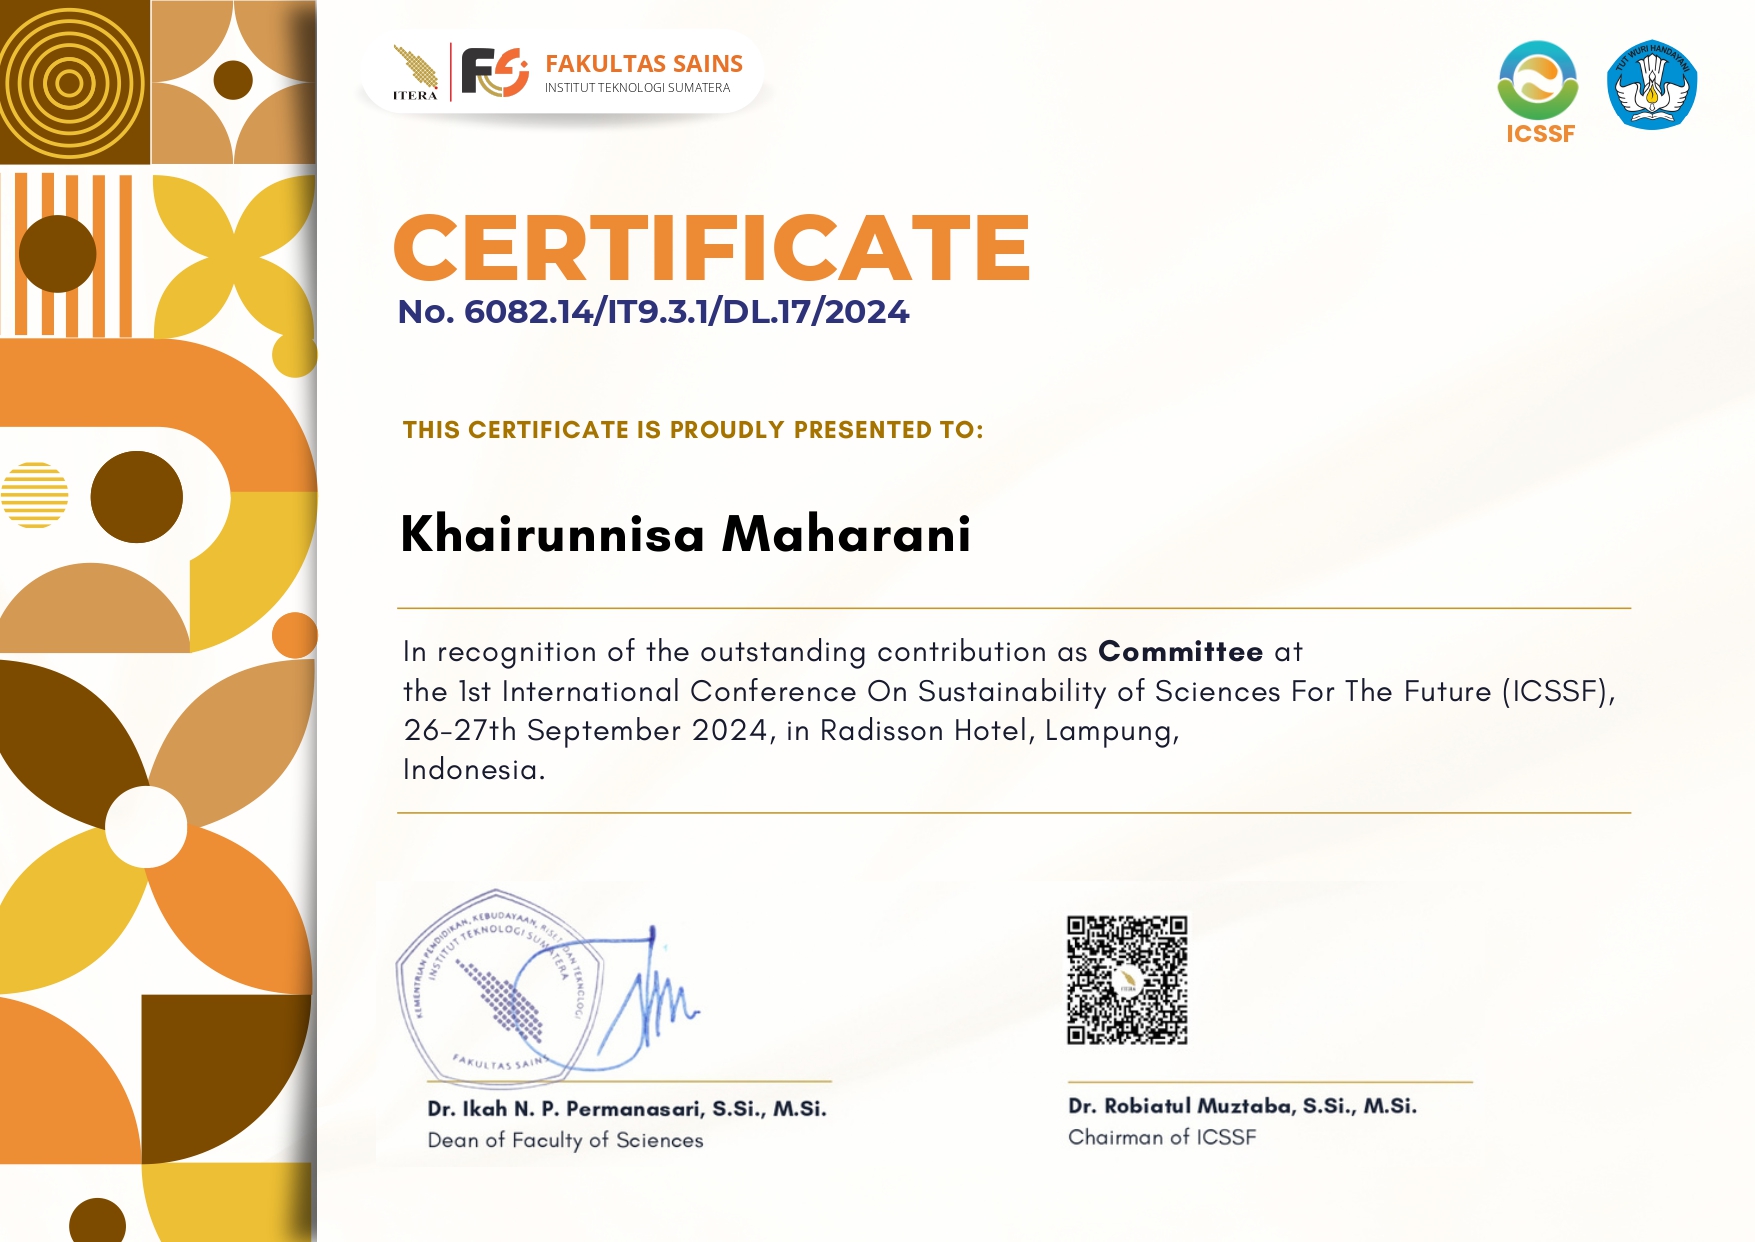 ITERA
FAKULTAS SAINS
INSTITUT TEKNOLOGI SUMATERA
ICSSF
TUT WURI HANDAYANI
CERTIFICATE
No. 6082.14/IT9.3.1/DL.17/2024
THIS CERTIFICATE IS PROUDLY PRESENTED TO:
Khairunnisa Maharani
In recognition of the outstanding contribution as Committee at
the 1st International Conference On Sustainability of Sciences For The Future (ICSSF),
26-27th September 2024, in Radisson Hotel, Lampung,
Indonesia.
KEMENTRIAN PENDIDIKAN, KEBUDAYAAN, RISET DAN TEKNOLOGI
INSTITUT TEKNOLOGI SUMATERA
FAKULTAS SAINS
ITERA
Dr. Ikah N. P. Permanasari, S.Si., M.Si.
Dean of Faculty of Sciences
Dr. Robiatul Muztaba, S.Si., M.Si.
Chairman of ICSSF